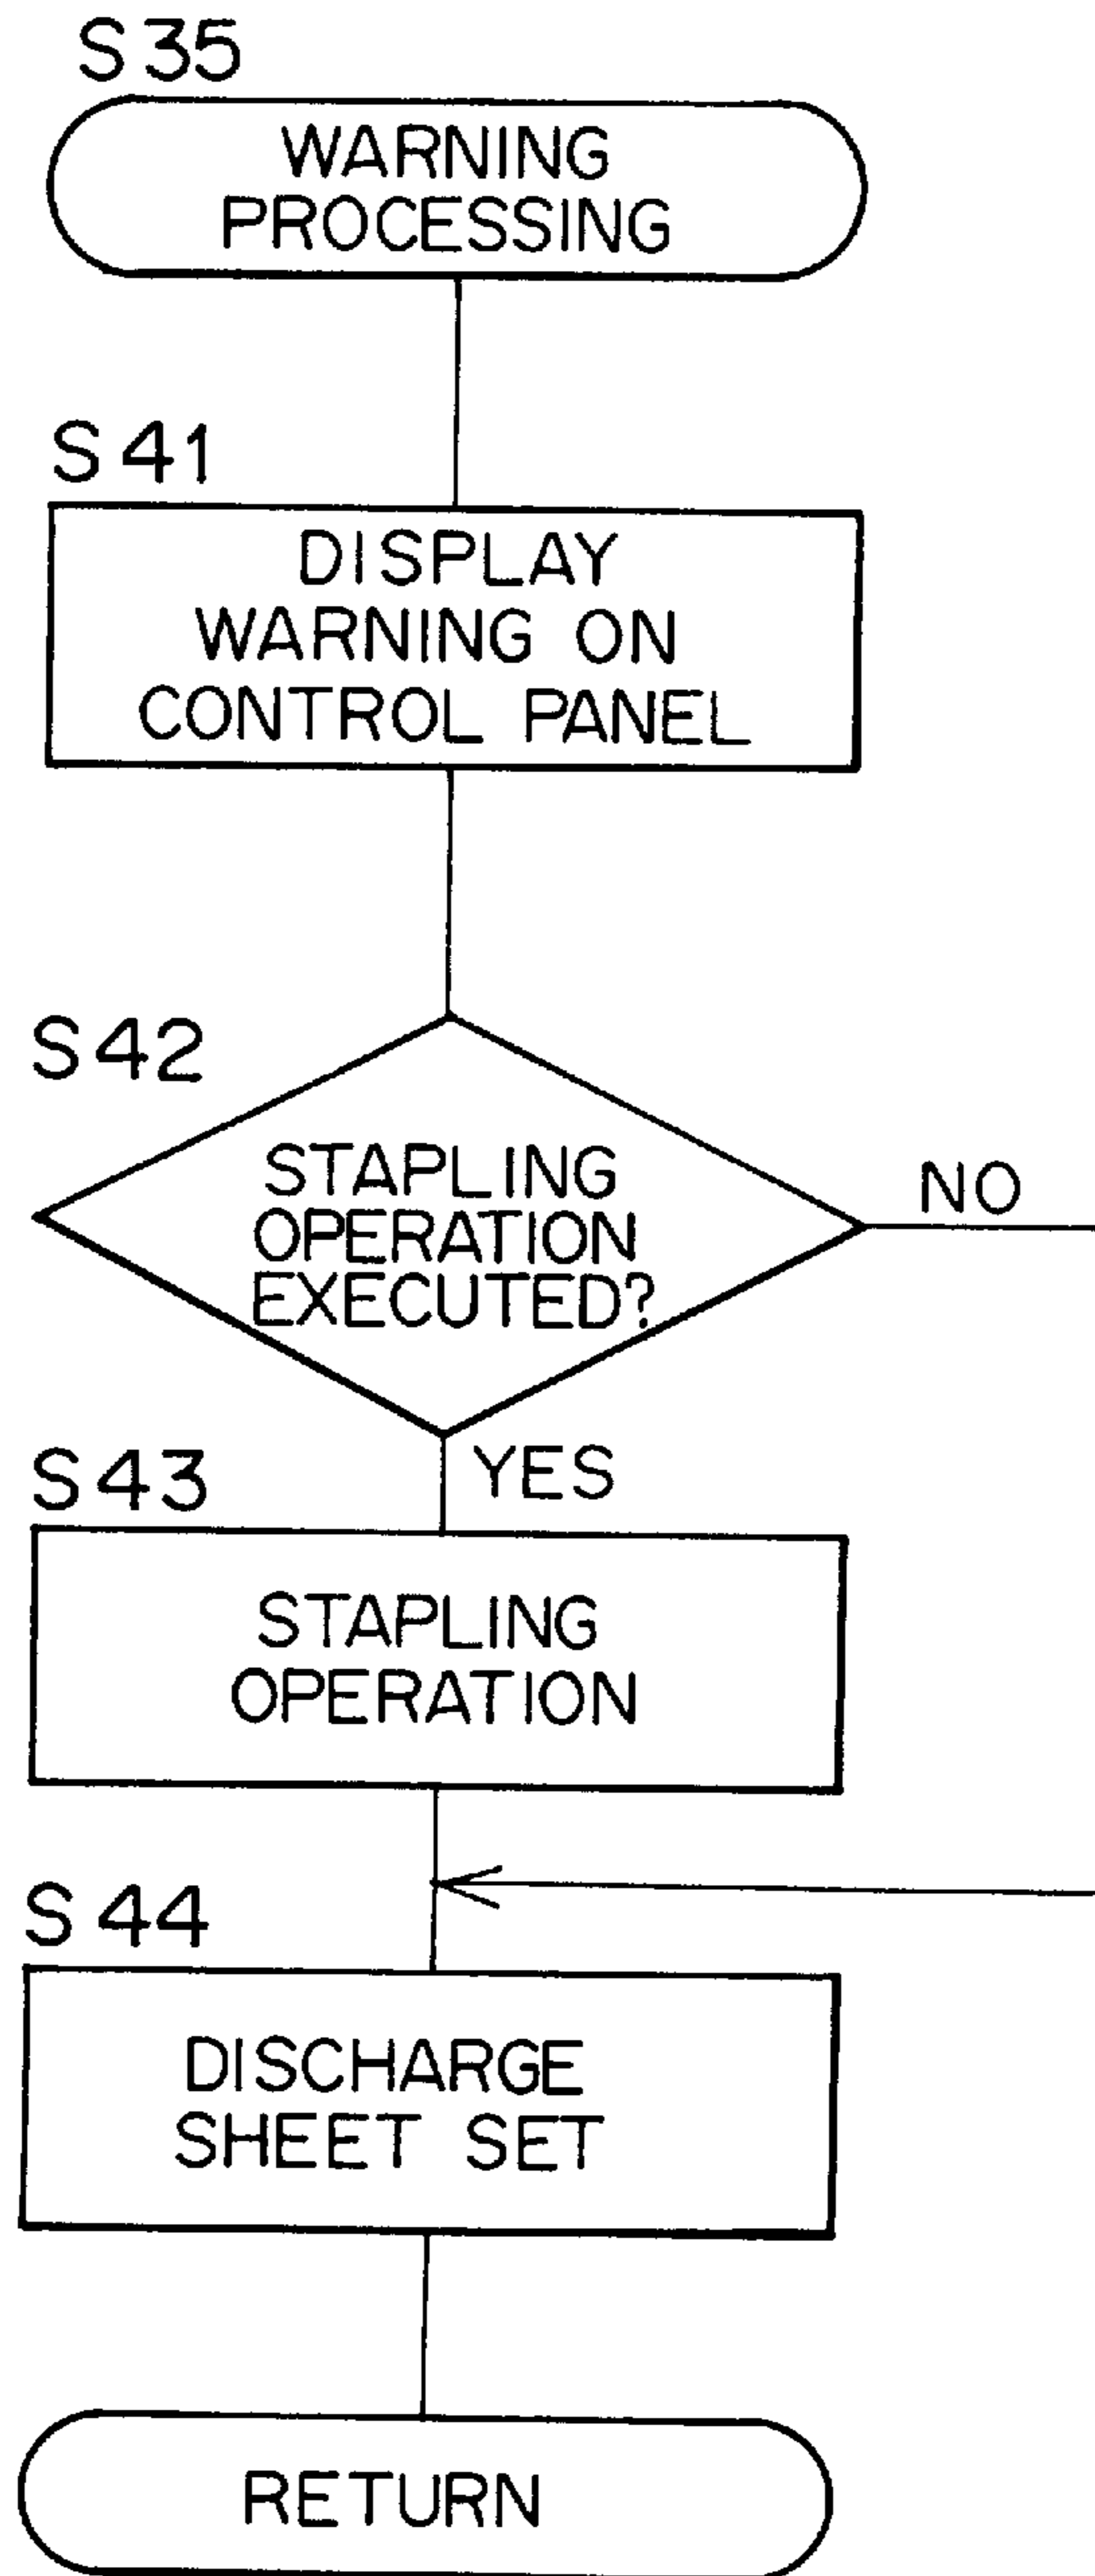 S35
WARNING
PROCESSING
S41
DISPLAY
WARNING ON
CONTROL PANEL
S42
STAPLING
OPERATION
EXECUTED?
NO
YES
S43
STAPLING
OPERATION
S44
DISCHARGE
SHEET SET
RETURN